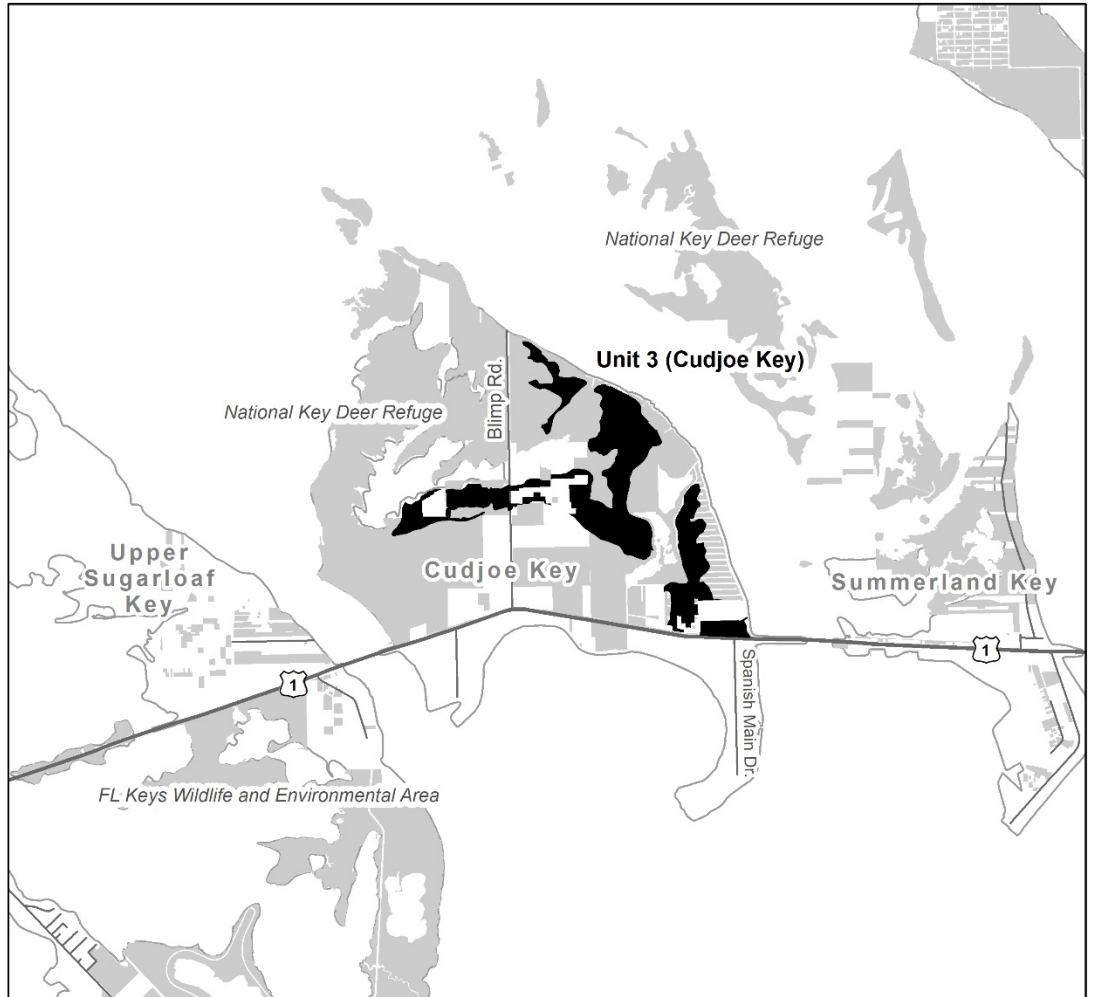 National Key Deer Refuge
Unit 3 (Cudjoe Key)
Blimp Rd.
National Key Deer Refuge
Upper
Sugarloaf
Key
Cudjoe Key
Summerland Key
1
1
Spanish Main Dr.
FL Keys Wildlife and Environmental Area